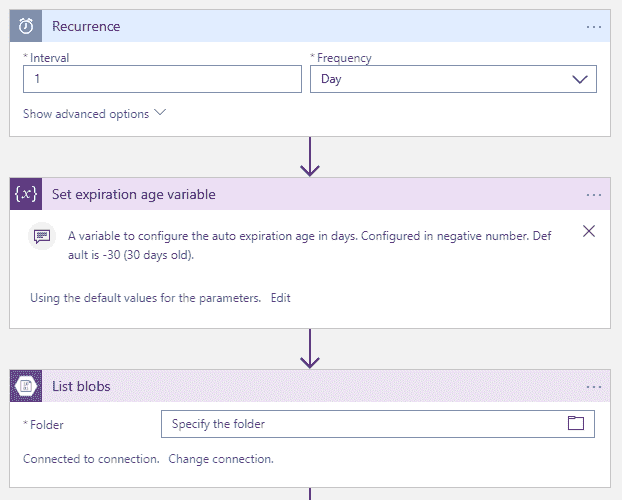 Recurrence
* Interval
* Frequency
1
Day
Show advanced options
{x} Set expiration age variable
A variable to configure the auto expiration age in days. Configured in negative number. Def
ault is -30 (30 days old).
Using the default values for the parameters. Edit
List blobs
* Folder
Specify the folder
Connected to connection. Change connection.